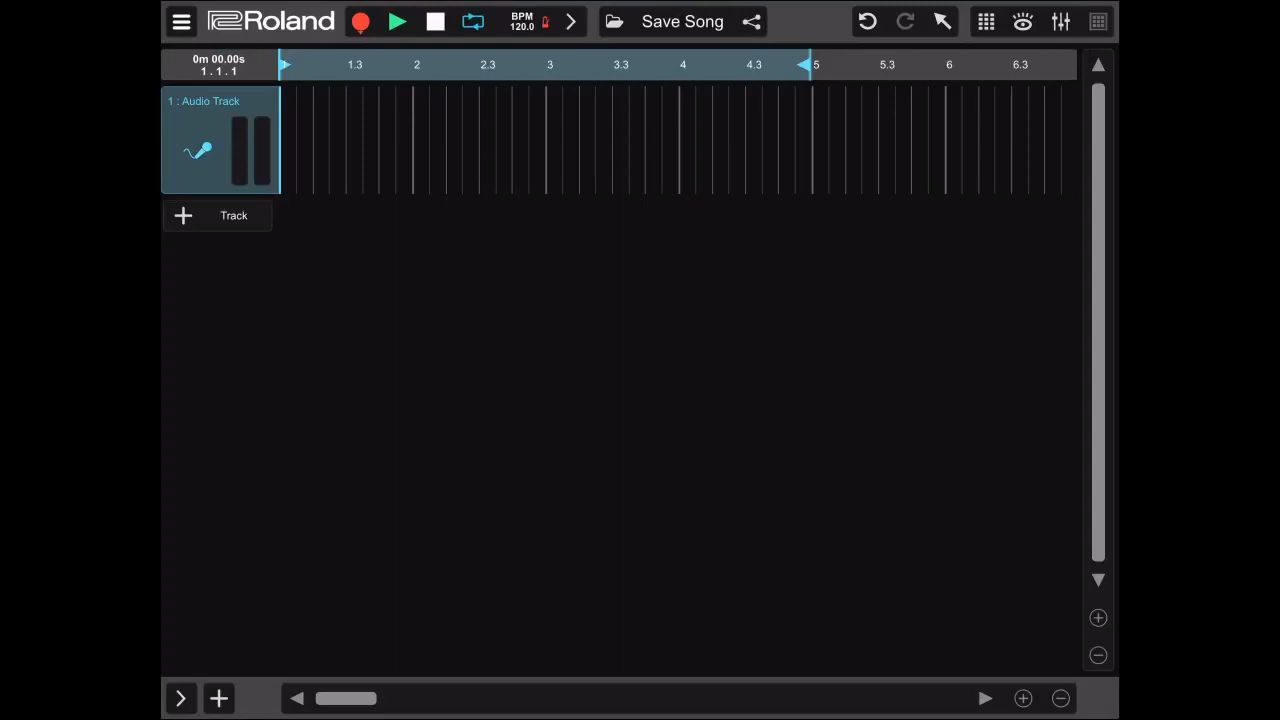 Roland
BPM
120.0
Save Song
0m 00.00s
1 . 1 . 1
1 1.3 2 2.3 3 3.3 4 4.3 5 5.3 6 6.3
1 : Audio Track
Track